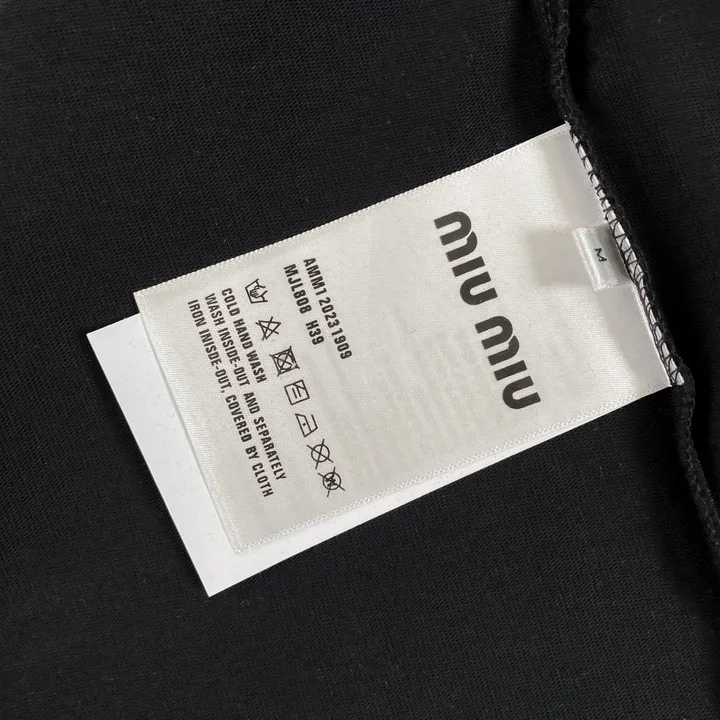 MIU MIU
M
AMM1 20231909
MJL808 H39
COLD HAND WASH
WASH INSIDE-OUT AND SEPARATELY
IRON INISDE-OUT, COVERED BY CLOTH